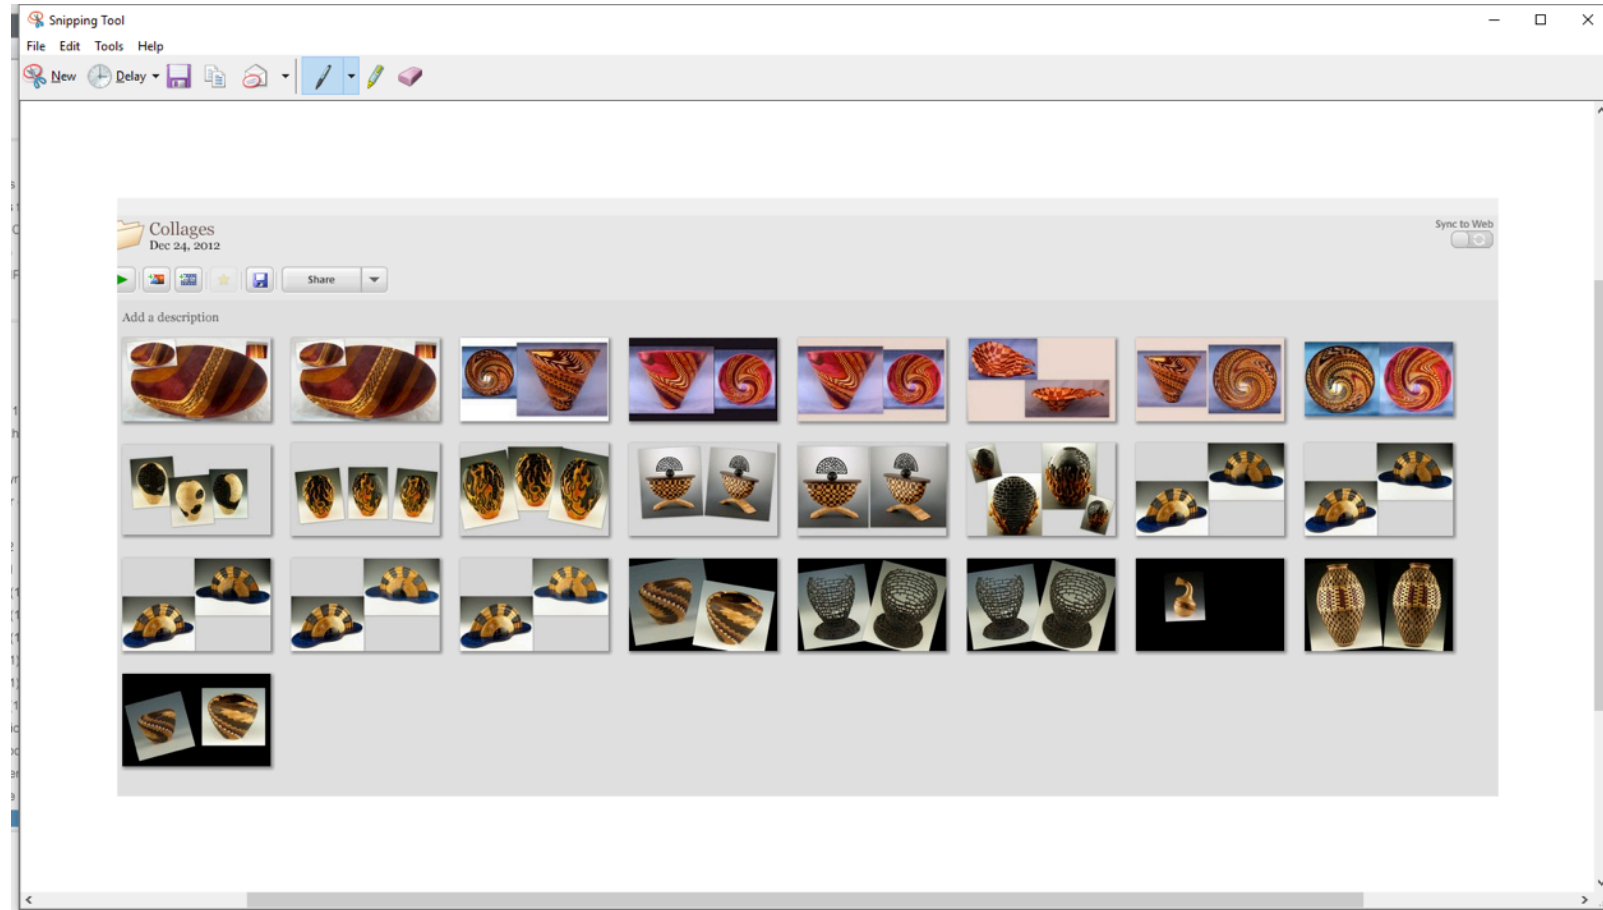 Snipping Tool
File Edit Tools Help
New Delay
Collages
Dec 24, 2012
Sync to Web
Share
Add a description